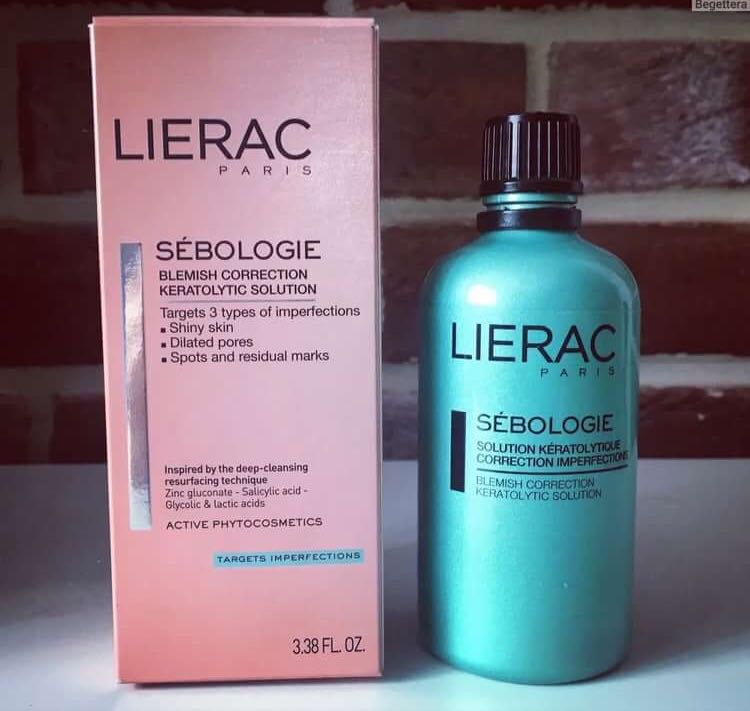 Begettera
LIERAC
PARIS
SÉBOLOGIE
BLEMISH CORRECTION
KERATOLYTIC SOLUTION
Targets 3 types of imperfections
▪ Shiny skin
▪ Dilated pores
▪ Spots and residual marks
Inspired by the deep-cleansing
resurfacing technique
Zinc gluconate - Salicylic acid -
Glycolic & lactic acids
ACTIVE PHYTOCOSMETICS
TARGETS IMPERFECTIONS
3.38 FL. OZ.
LIERAC
PARIS
SÉBOLOGIE
SOLUTION KÉRATOLYTIQUE
CORRECTION IMPERFECTIONS
BLEMISH CORRECTION
KERATOLYTIC SOLUTION